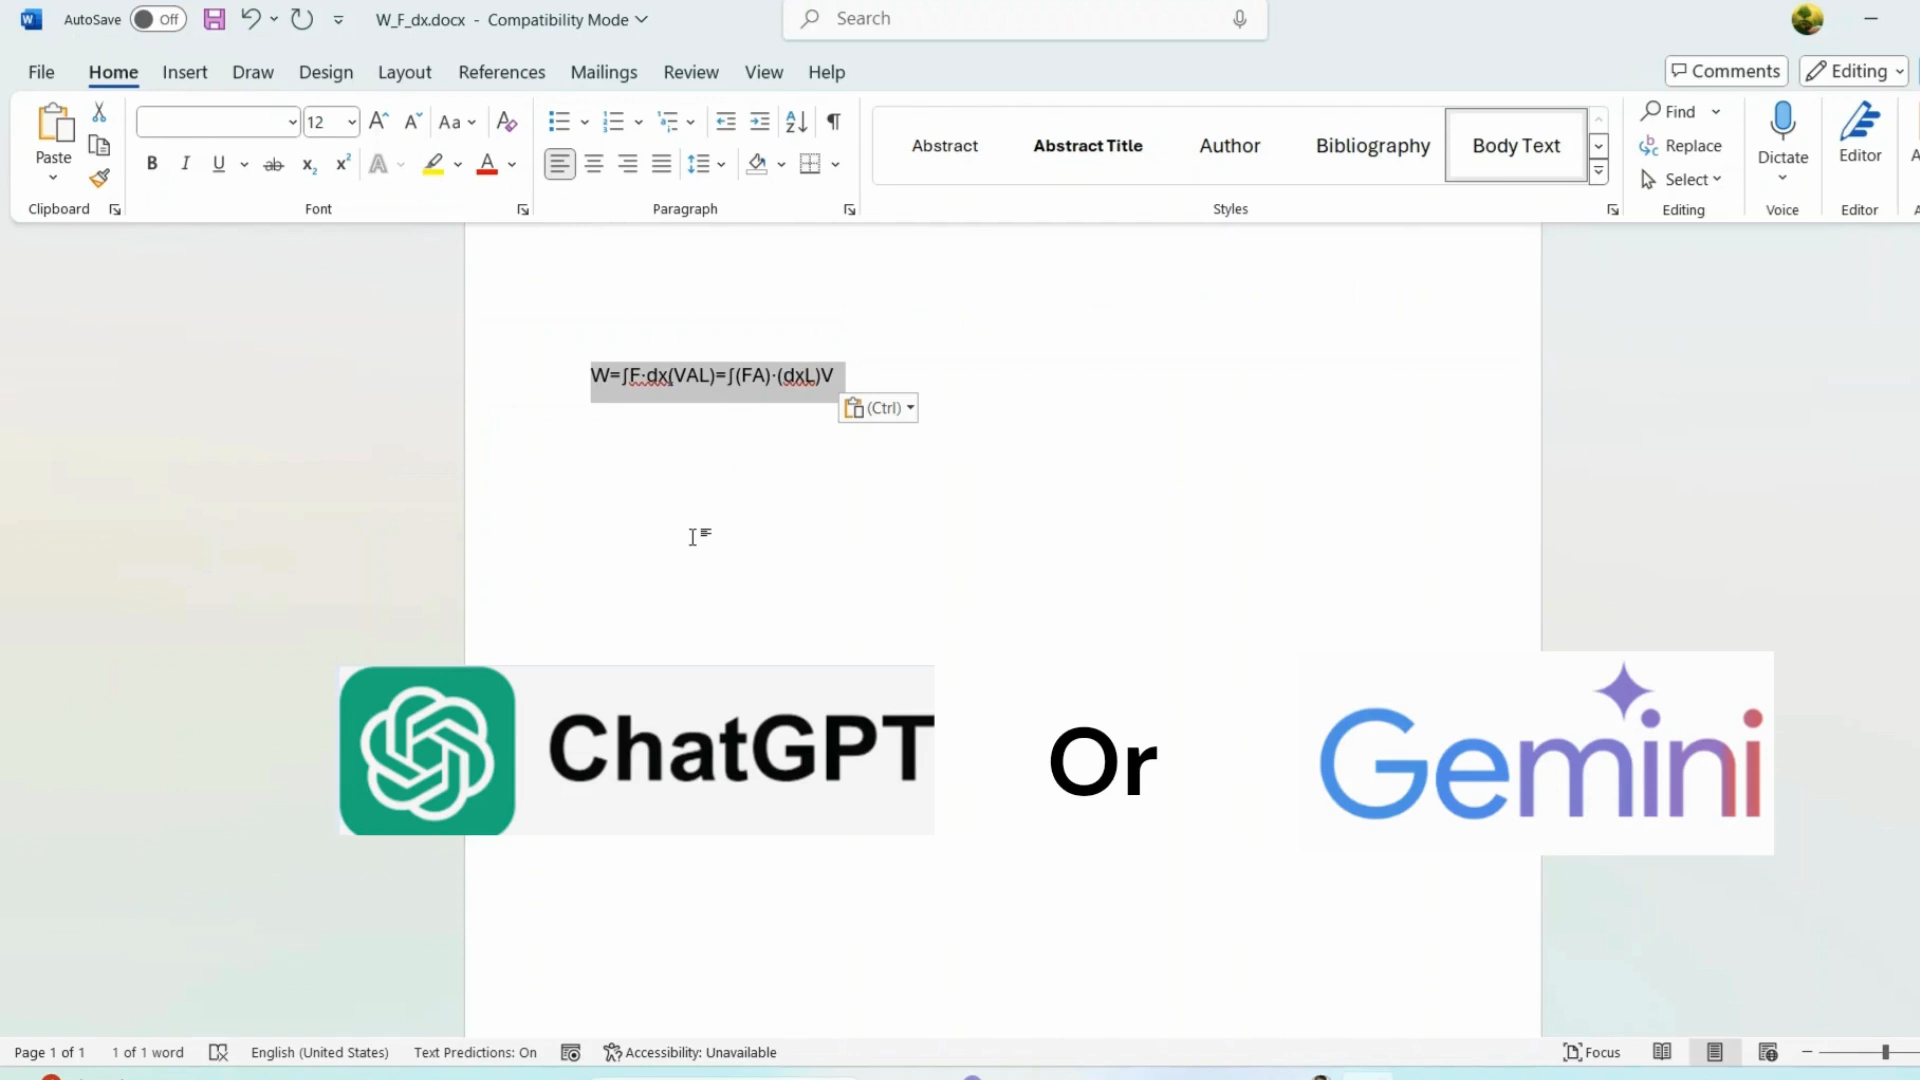 AutoSave Off W_F_dx.docx - Compatibility Mode Search
File Home Insert Draw Design Layout References Mailings Review View Help Comments Editing
12 Aa
Paste
Abstract Abstract Title Author Bibliography Body Text
Find
Replace
Select
Dictate
Editor
Clipboard Font Paragraph Styles Editing Voice Editor
W=∫F·dx(VAL)=∫(FA)·(dxL)V
(Ctrl)
ChatGPT Or Gemini
Page 1 of 1 1 of 1 word English (United States) Text Predictions: On Accessibility: Unavailable Focus